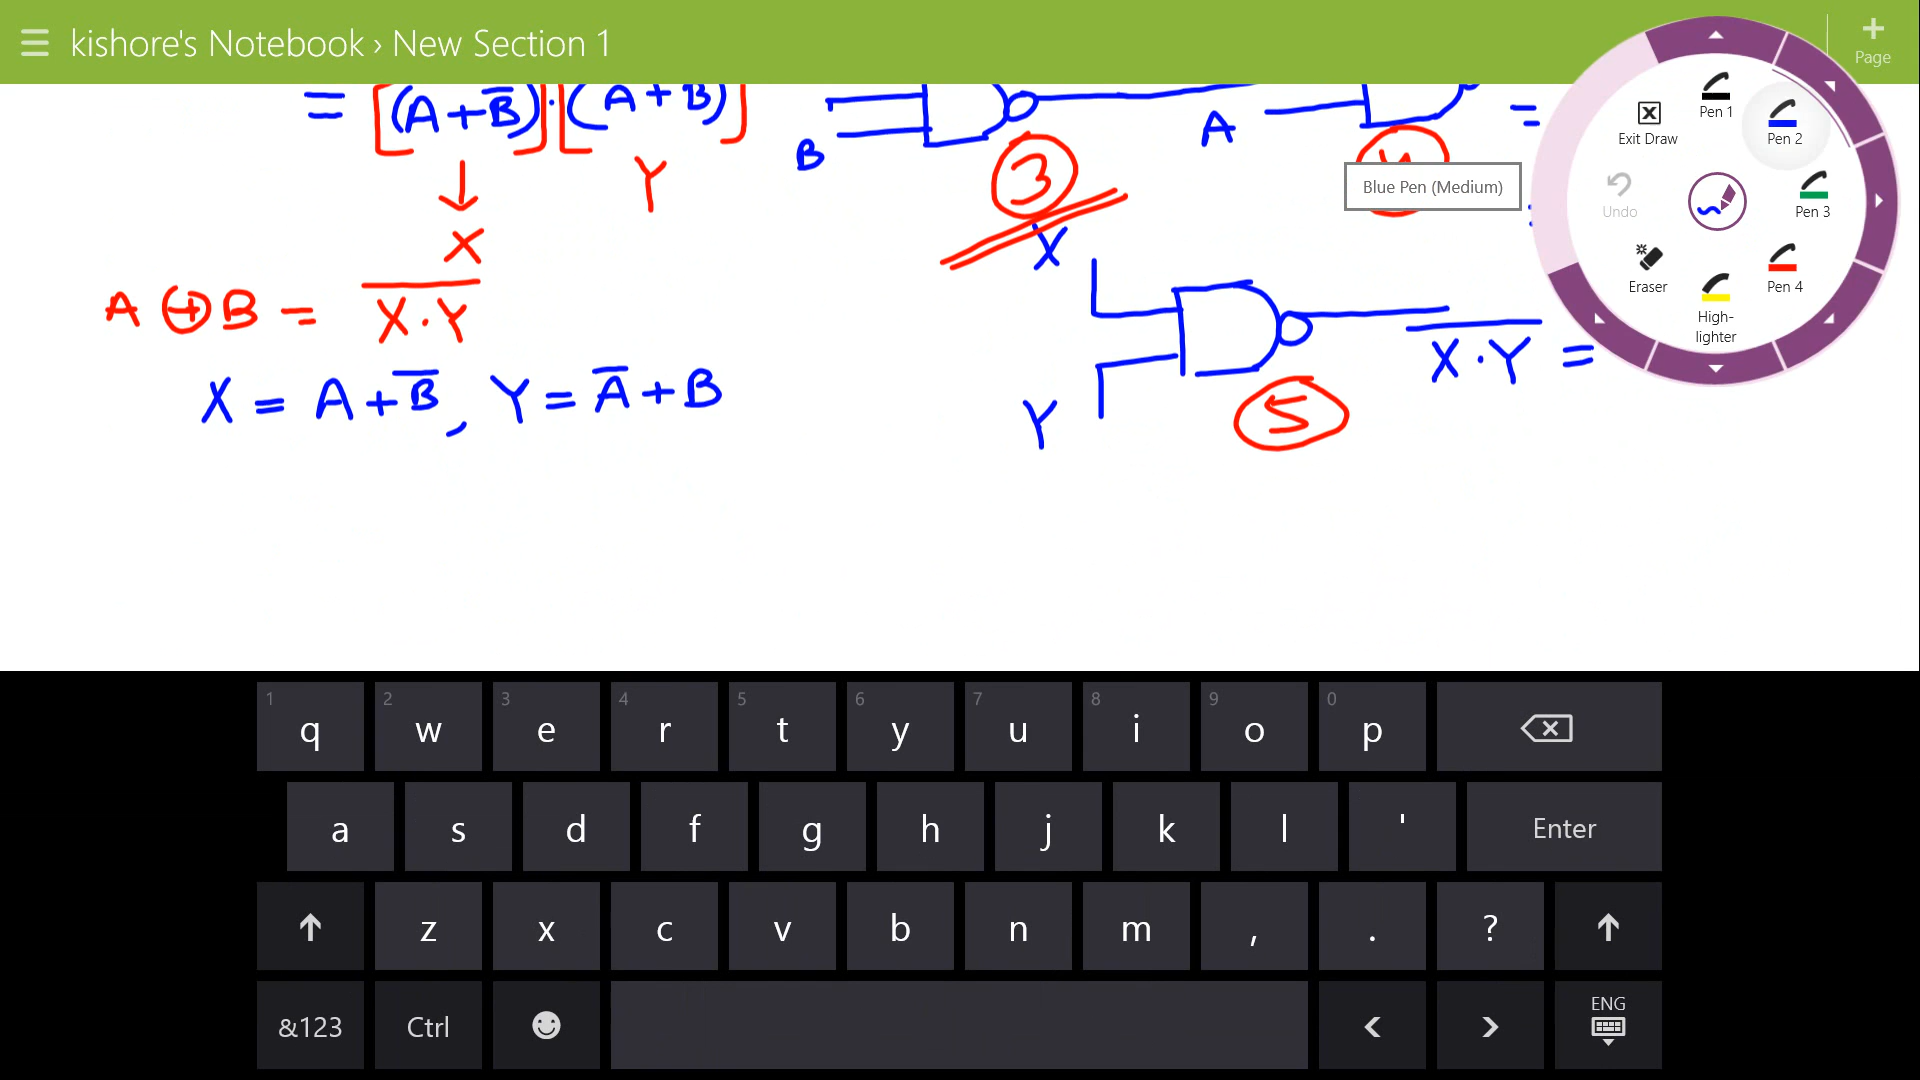 kishore's Notebook › New Section 1
Page
= [(A + B̅)] · [(A + B)]
X
Y
A ⊕ B = \overline{X · Y}
X = A + B̅, Y = A̅ + B
B
3
A
=
X
Y
5
\overline{X · Y} =
Blue Pen (Medium)
Pen 1
Pen 2
Pen 3
Pen 4
High-
lighter
Eraser
Undo
Exit Draw
1 2 3 4 5 6 7 8 9 0
q w e r t y u i o p
a s d f g h j k l ' Enter
z x c v b n m , . ?
&123 Ctrl < > ENG